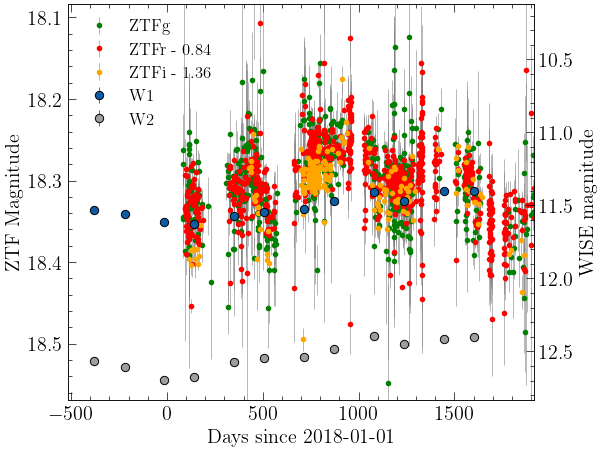 18.1
18.2
18.3
18.4
18.5
ZTF Magnitude
ZTFg
ZTFr - 0.84
ZTFi - 1.36
W1
W2
10.5
11.0
11.5
12.0
12.5
WISE magnitude
−500 0 500 1000 1500
Days since 2018-01-01